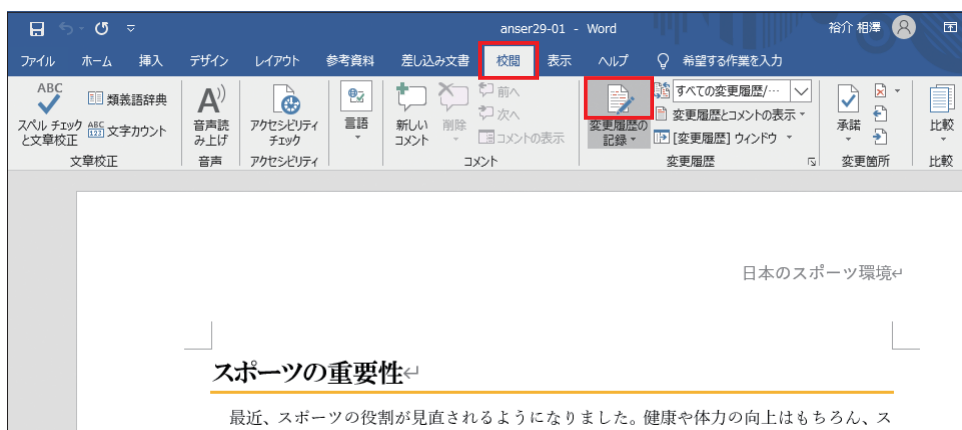 anser29-01 - Word
裕介 相澤
ファイル ホーム 挿入 デザイン レイアウト 参考資料 差し込み文書 校閲 表示 ヘルプ 希望する作業を入力
ABC
スペル チェック
と文章校正
類義語辞典
ABC
123 文字カウント
文章校正
A
音声読
み上げ
音声
アクセシビリティ
チェック
アクセシビリティ
言語
新しい
コメント
削除
前へ
次へ
コメントの表示
コメント
変更履歴の
記録
すべての変更履歴/…
変更履歴とコメントの表示
[変更履歴] ウィンドウ
変更履歴
承諾
変更箇所
比較
比較
日本のスポーツ環境↵
スポーツの重要性↵
最近、スポーツの役割が見直されるようになりました。健康や体力の向上はもちろん、ス